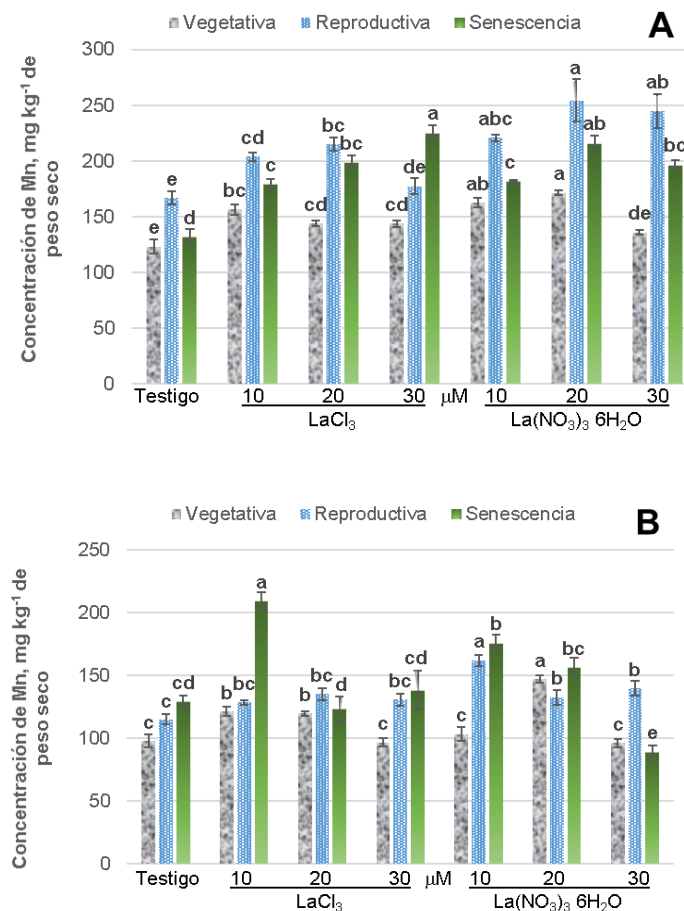 Vegetativa Reproductiva Senescencia
A
Concentración de Mn, mg kg⁻¹ de
peso seco
300
250
200
150
100
50
0
e e d
bc cd c
cd bc bc
cd de a
ab abc c
a a ab
de ab bc
Testigo 10 20 30 µM 10 20 30
LaCl₃ La(NO₃)₃ 6H₂O
Vegetativa Reproductiva Senescencia
B
Concentración de Mn, mg kg⁻¹ de
peso seco
250
200
150
100
50
0
c c cd
b bc a
b bc d
c bc cd
c a b
a b bc
c b e
Testigo 10 20 30 µM 10 20 30
LaCl₃ La(NO₃)₃ 6H₂O